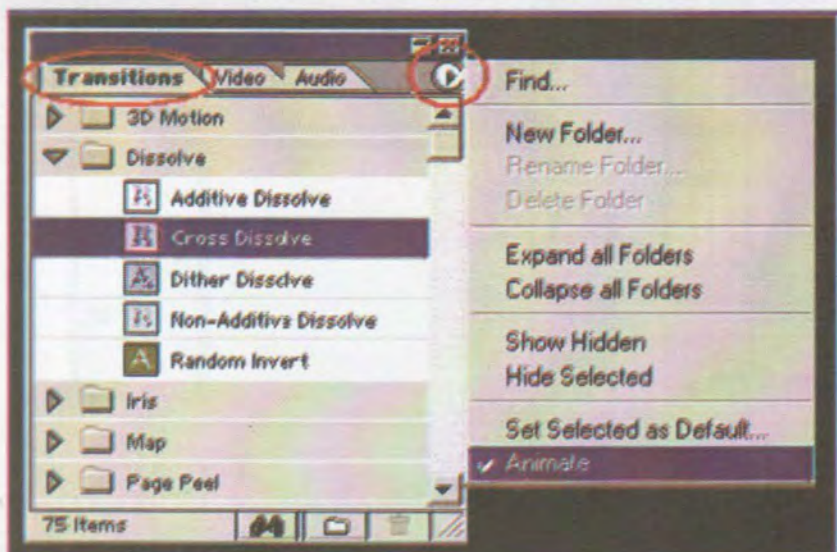 Transitions Video Audio
3D Motion
Dissolve
Additive Dissolve
Cross Dissolve
Dither Dissolve
Non-Additive Dissolve
Random Invert
Iris
Map
Page Peel
75 Items
Find...
New Folder...
Rename Folder...
Delete Folder
Expand all Folders
Collapse all Folders
Show Hidden
Hide Selected
Set Selected as Default...
Animate